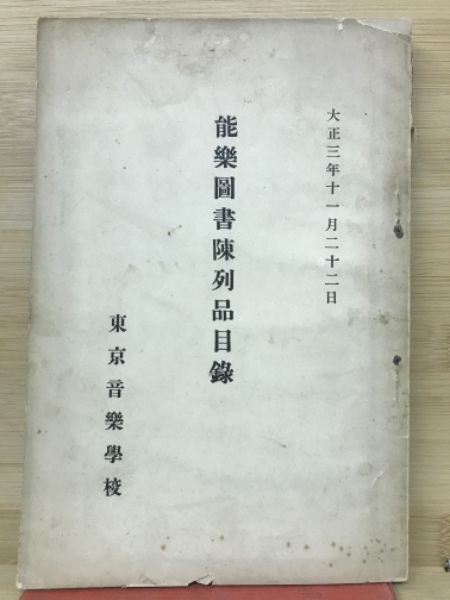 大正三年十一月二十二日
能樂圖書陳列品目錄
東京音樂學校